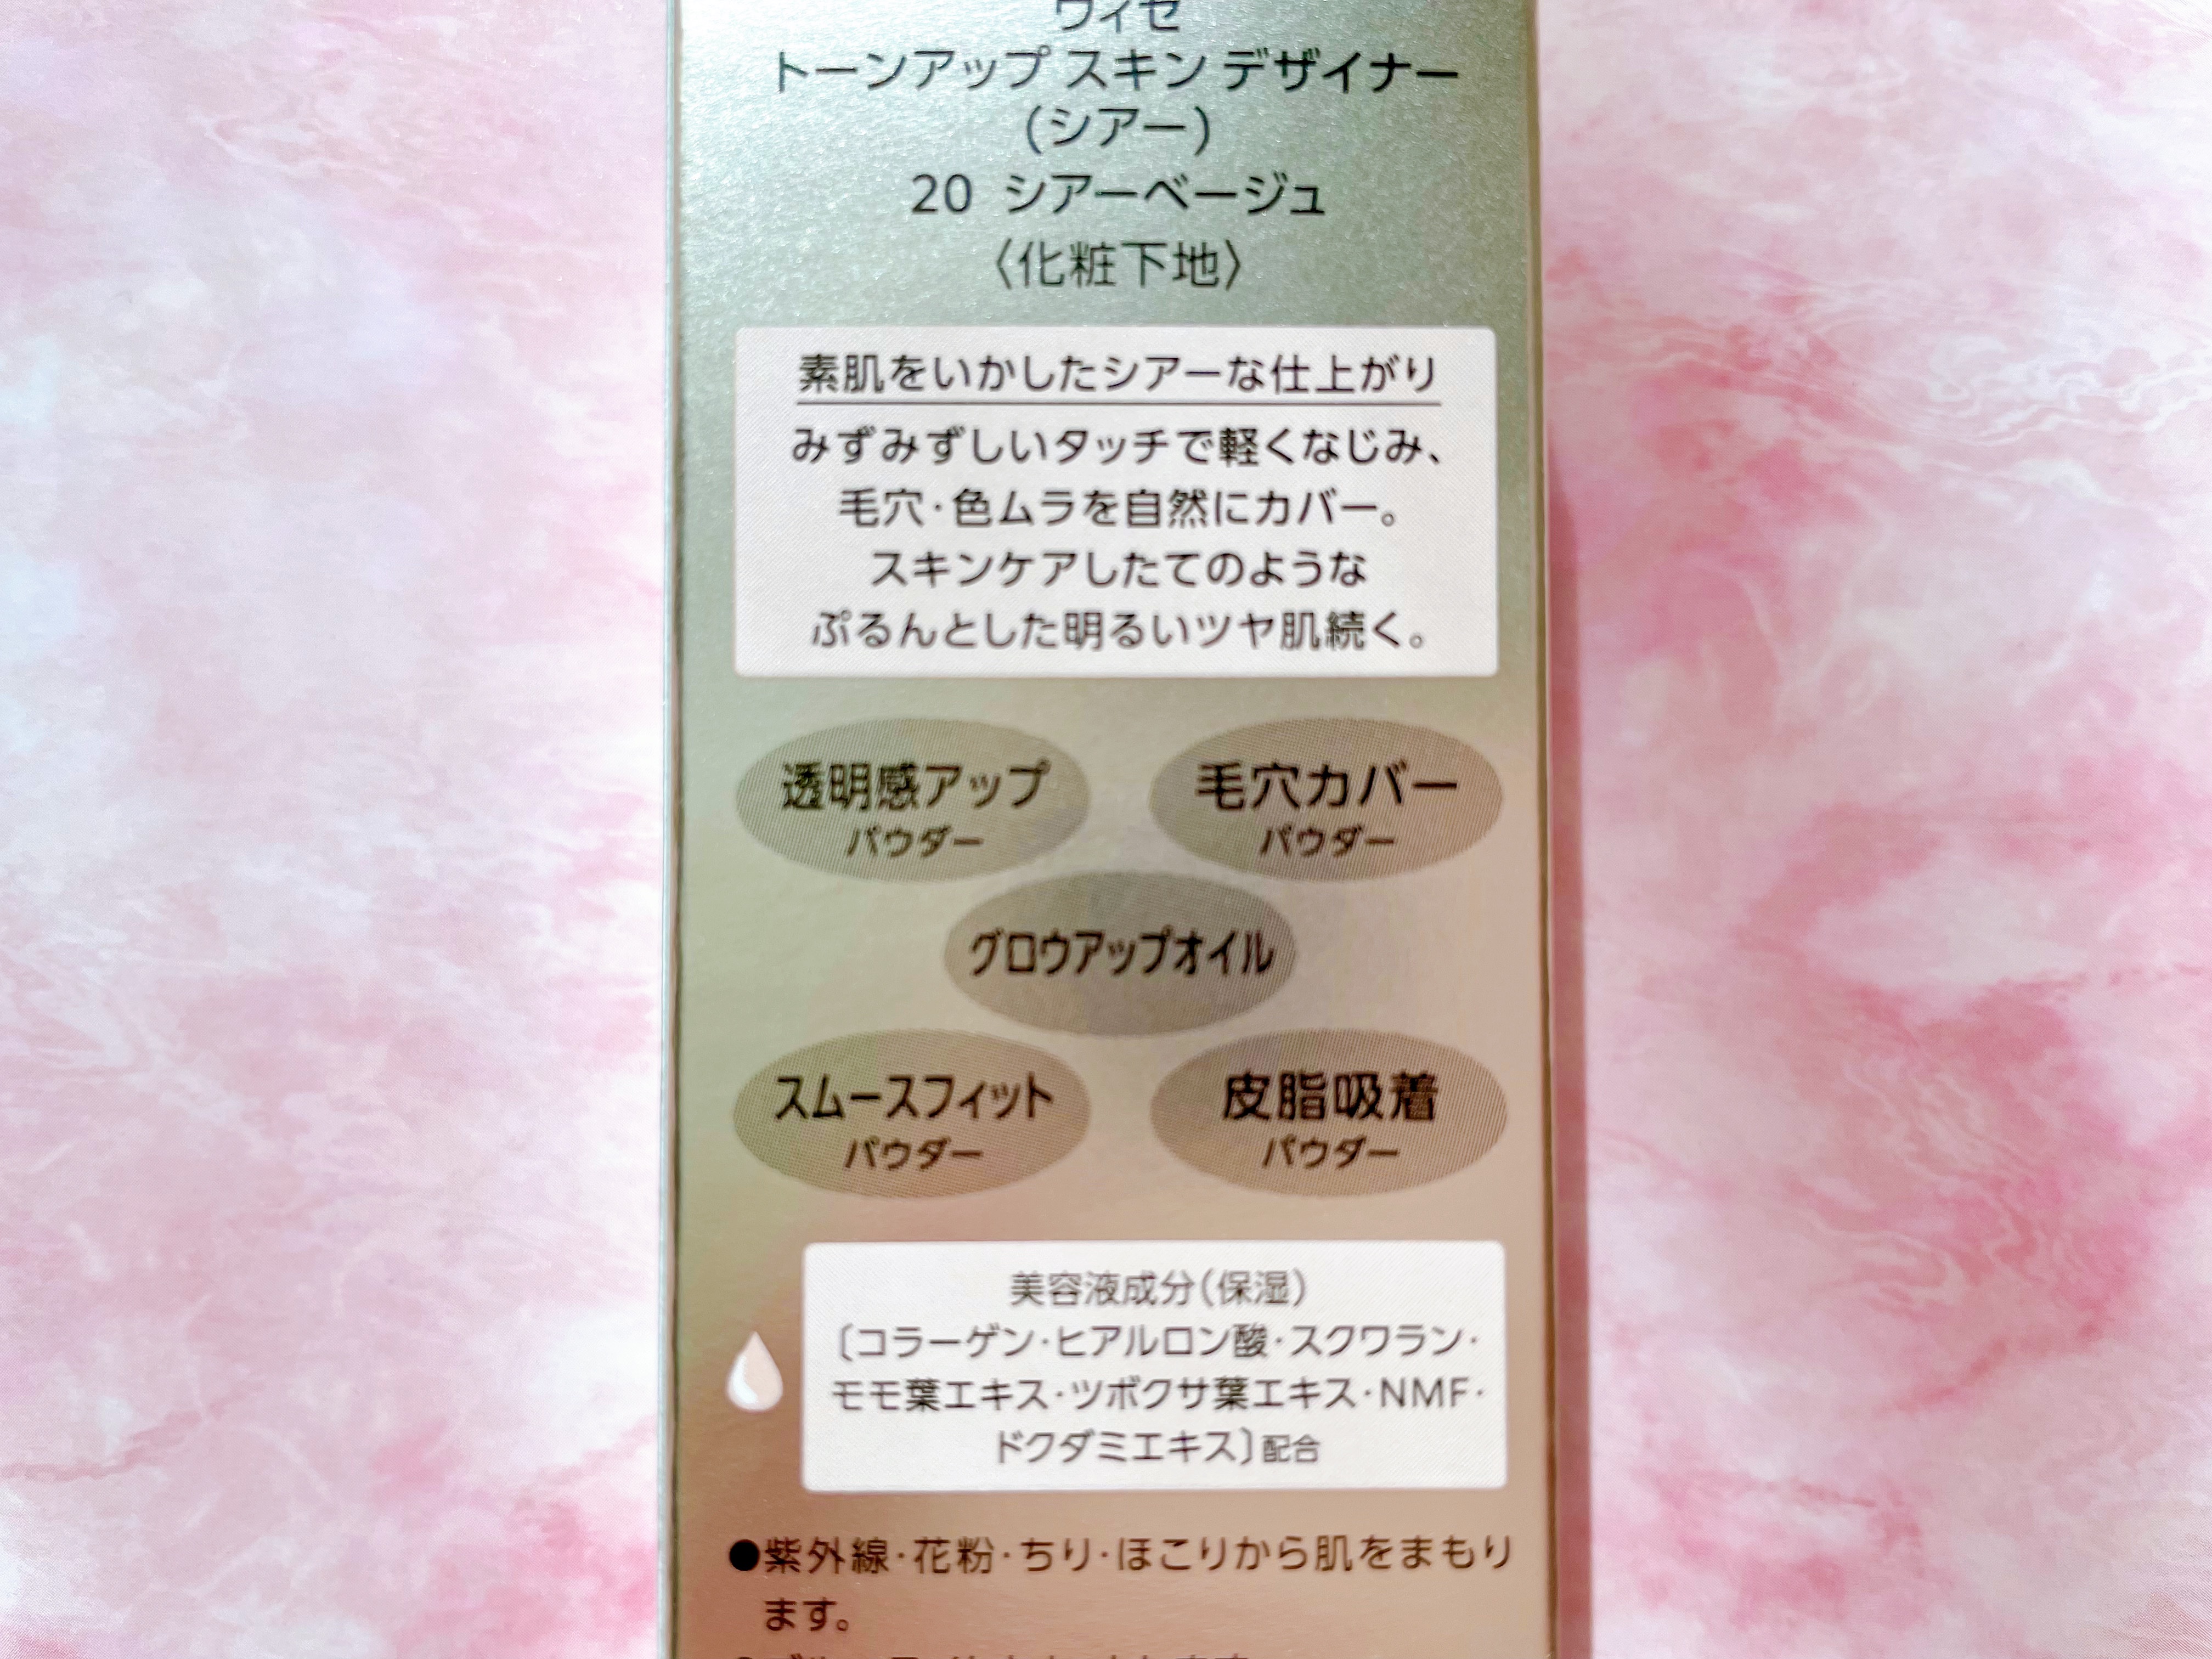 ヴィセ
トーンアップ スキン デザイナー
(シアー)
20 シアーベージュ
〈化粧下地〉
素肌をいかしたシアーな仕上がり
みずみずしいタッチで軽くなじみ、
毛穴・色ムラを自然にカバー。
スキンケアしたてのような
ぷるんとした明るいツヤ肌続く。
透明感アップ
パウダー
毛穴カバー
パウダー
グロウアップオイル
スムースフィット
パウダー
皮脂吸着
パウダー
美容液成分(保湿)
〔コラーゲン・ヒアルロン酸・スクワラン・
モモ葉エキス・ツボクサ葉エキス・NMF・
ドクダミエキス〕配合
●紫外線・花粉・ちり・ほこりから肌をまもり
ます。